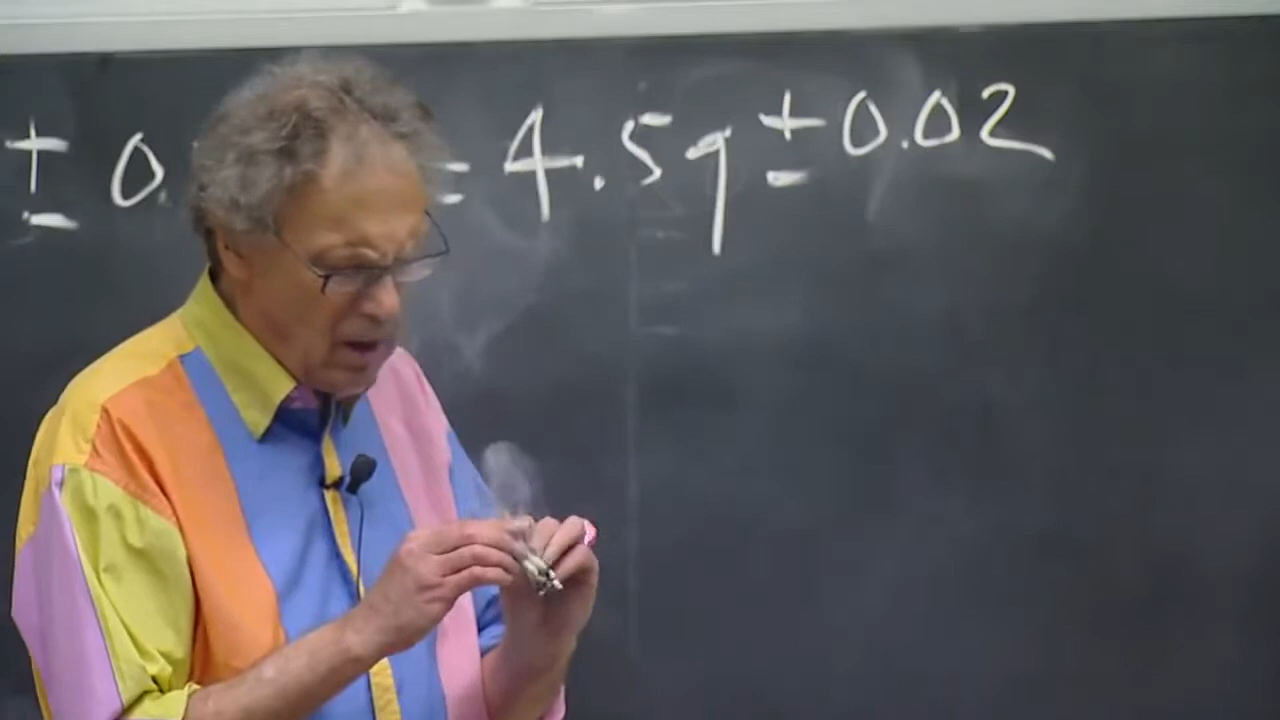 ± 0. = 4.59 ± 0.02